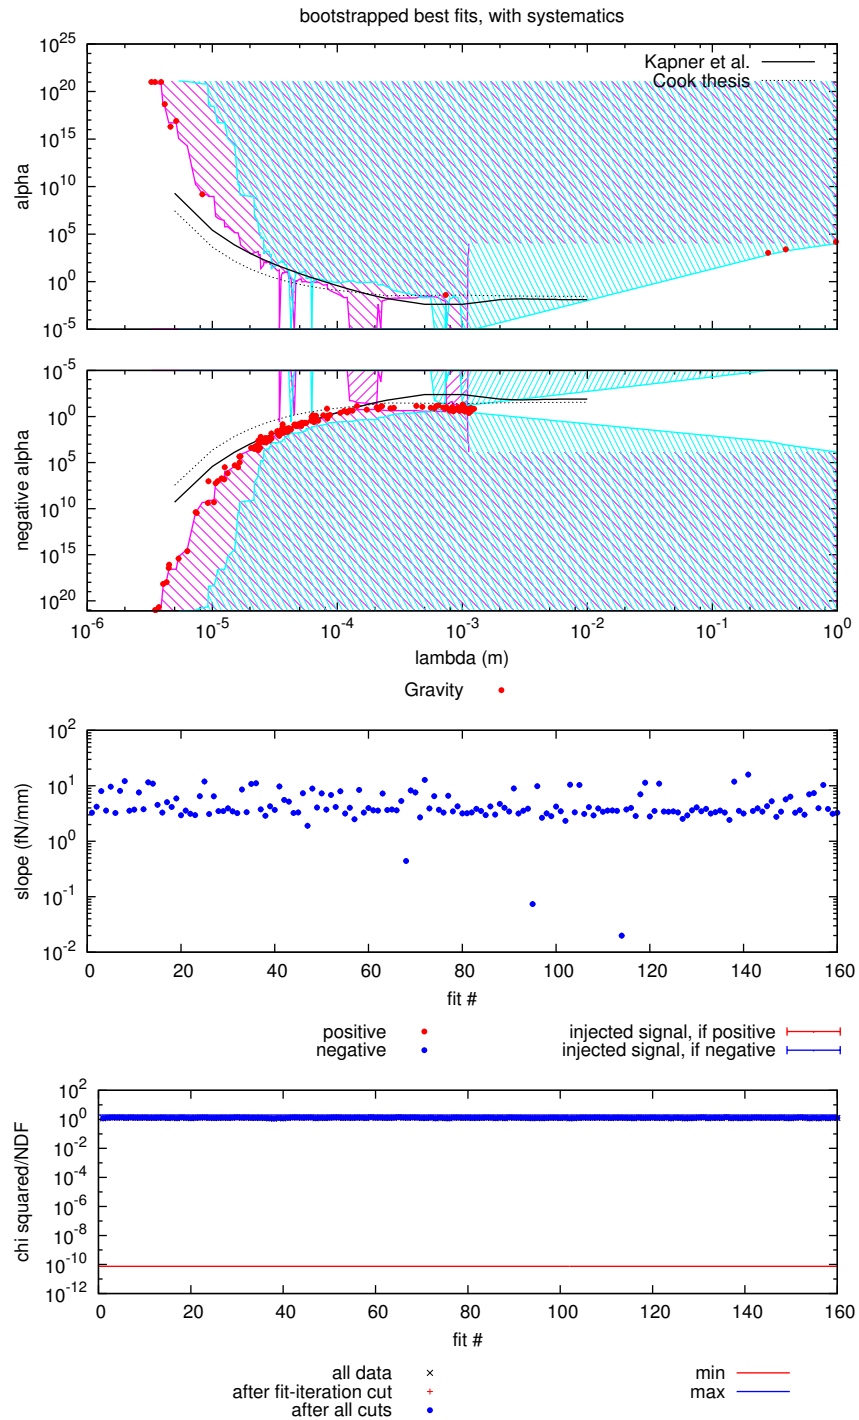 bootstrapped best fits, with systematics
10^25
10^20
10^15
10^10
10^5
10^0
10^-5
alpha
Kapner et al.
Cook thesis
10^-5
10^0
10^5
10^10
10^15
10^20
negative alpha
10^-6 10^-5 10^-4 10^-3 10^-2 10^-1 10^0
lambda (m)
Gravity
10^2
10^1
10^0
10^-1
10^-2
slope (fN/mm)
0 20 40 60 80 100 120 140 160
fit #
positive injected signal, if positive
negative injected signal, if negative
10^2
10^0
10^-2
10^-4
10^-6
10^-8
10^-10
10^-12
chi squared/NDF
0 20 40 60 80 100 120 140 160
fit #
all data min
after fit-iteration cut max
after all cuts